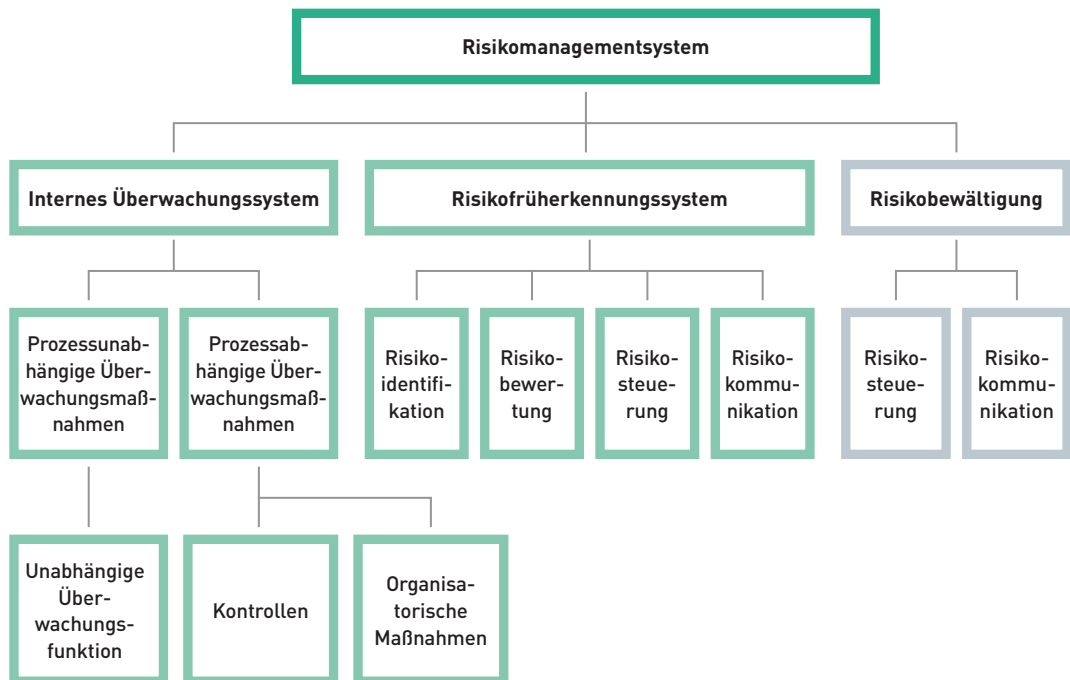 Risikomanagementsystem
Internes Überwachungssystem
Risikofrüherkennungssystem
Risikobewältigung
Prozessunab-
hängige Über-
wachungsmaß-
nahmen
Prozessab-
hängige Über-
wachungsmaß-
nahmen
Risiko-
identifi-
kation
Risiko-
bewer-
tung
Risiko-
steue-
rung
Risiko-
kommu-
nikation
Risiko-
steue-
rung
Risiko-
kommu-
nikation
Unabhängige
Über-
wachungs-
funktion
Kontrollen
Organisa-
torische
Maßnahmen